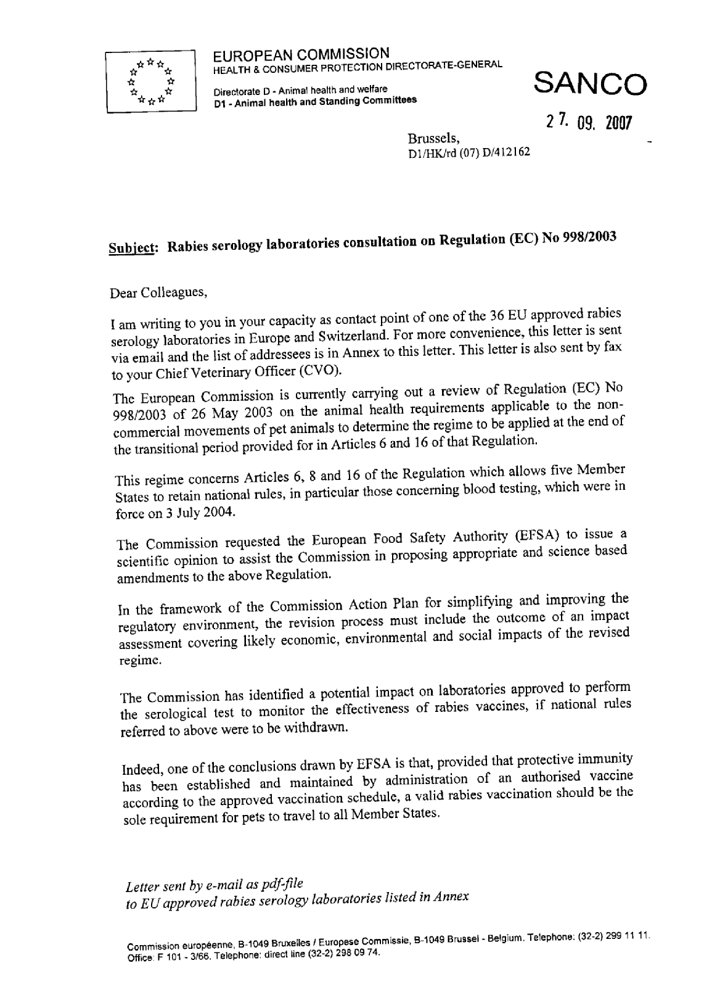 EUROPEAN COMMISSION
HEALTH & CONSUMER PROTECTION DIRECTORATE-GENERAL
Directorate D - Animal health and welfare
D1 - Animal health and Standing Committees
SANCO
27. 09. 2007
Brussels,
D1/HK/rd (07) D/412162
Subject: Rabies serology laboratories consultation on Regulation (EC) No 998/2003
Dear Colleagues,
I am writing to you in your capacity as contact point of one of the 36 EU approved rabies
serology laboratories in Europe and Switzerland. For more convenience, this letter is sent
via email and the list of addressees is in Annex to this letter. This letter is also sent by fax
to your Chief Veterinary Officer (CVO).
The European Commission is currently carrying out a review of Regulation (EC) No
998/2003 of 26 May 2003 on the animal health requirements applicable to the non-
commercial movements of pet animals to determine the regime to be applied at the end of
the transitional period provided for in Articles 6 and 16 of that Regulation.
This regime concerns Articles 6, 8 and 16 of the Regulation which allows five Member
States to retain national rules, in particular those concerning blood testing, which were in
force on 3 July 2004.
The Commission requested the European Food Safety Authority (EFSA) to issue a
scientific opinion to assist the Commission in proposing appropriate and science based
amendments to the above Regulation.
In the framework of the Commission Action Plan for simplifying and improving the
regulatory environment, the revision process must include the outcome of an impact
assessment covering likely economic, environmental and social impacts of the revised
regime.
The Commission has identified a potential impact on laboratories approved to perform
the serological test to monitor the effectiveness of rabies vaccines, if national rules
referred to above were to be withdrawn.
Indeed, one of the conclusions drawn by EFSA is that, provided that protective immunity
has been established and maintained by administration of an authorised vaccine
according to the approved vaccination schedule, a valid rabies vaccination should be the
sole requirement for pets to travel to all Member States.
Letter sent by e-mail as pdf-file
to EU approved rabies serology laboratories listed in Annex
Commission européenne, B-1049 Bruxelles / Europese Commissie, B-1049 Brussel - Belgium. Telephone: (32-2) 299 11 11.
Office: F 101 - 3/66. Telephone: direct line (32-2) 298 09 74.